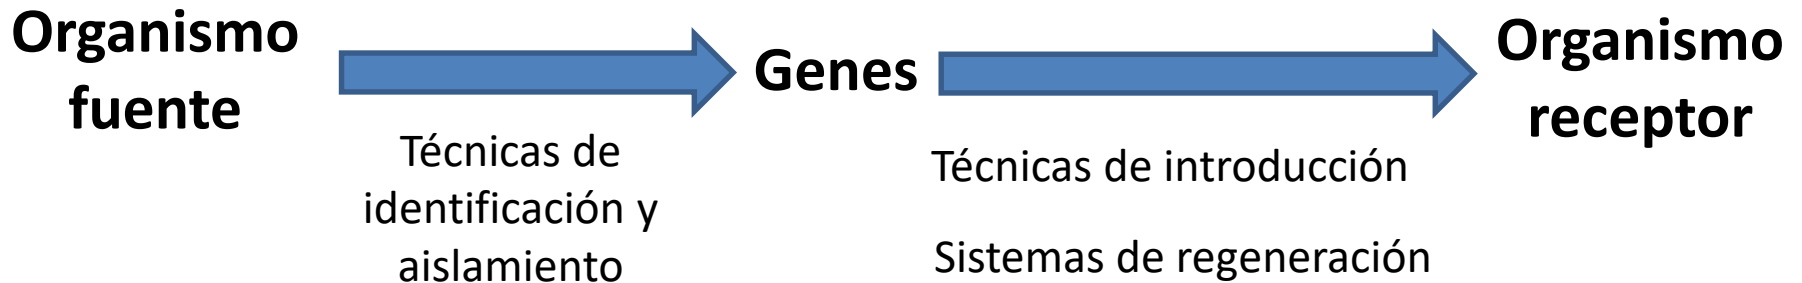 Organismo
fuente
Técnicas de
identificación y
aislamiento
Genes
Técnicas de introducción
Sistemas de regeneración
Organismo
receptor